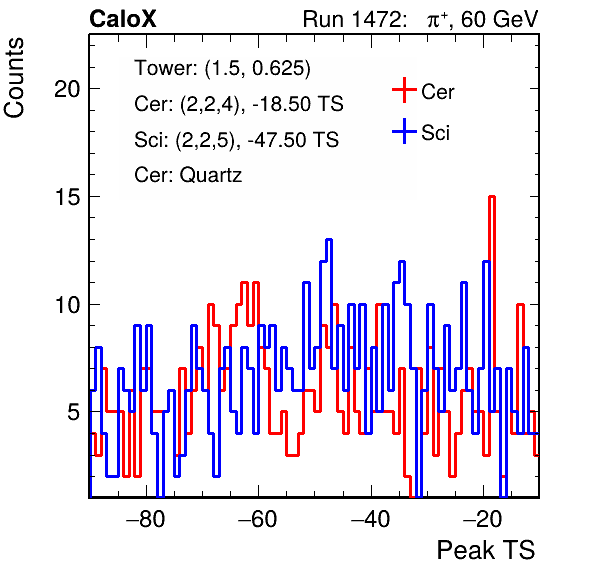 CaloX Run 1472: π+, 60 GeV
Counts
Tower: (1.5, 0.625)
Cer: (2,2,4), -18.50 TS
Sci: (2,2,5), -47.50 TS
Cer: Quartz
Cer
Sci
20
15
10
5
−80 −60 −40 −20
Peak TS